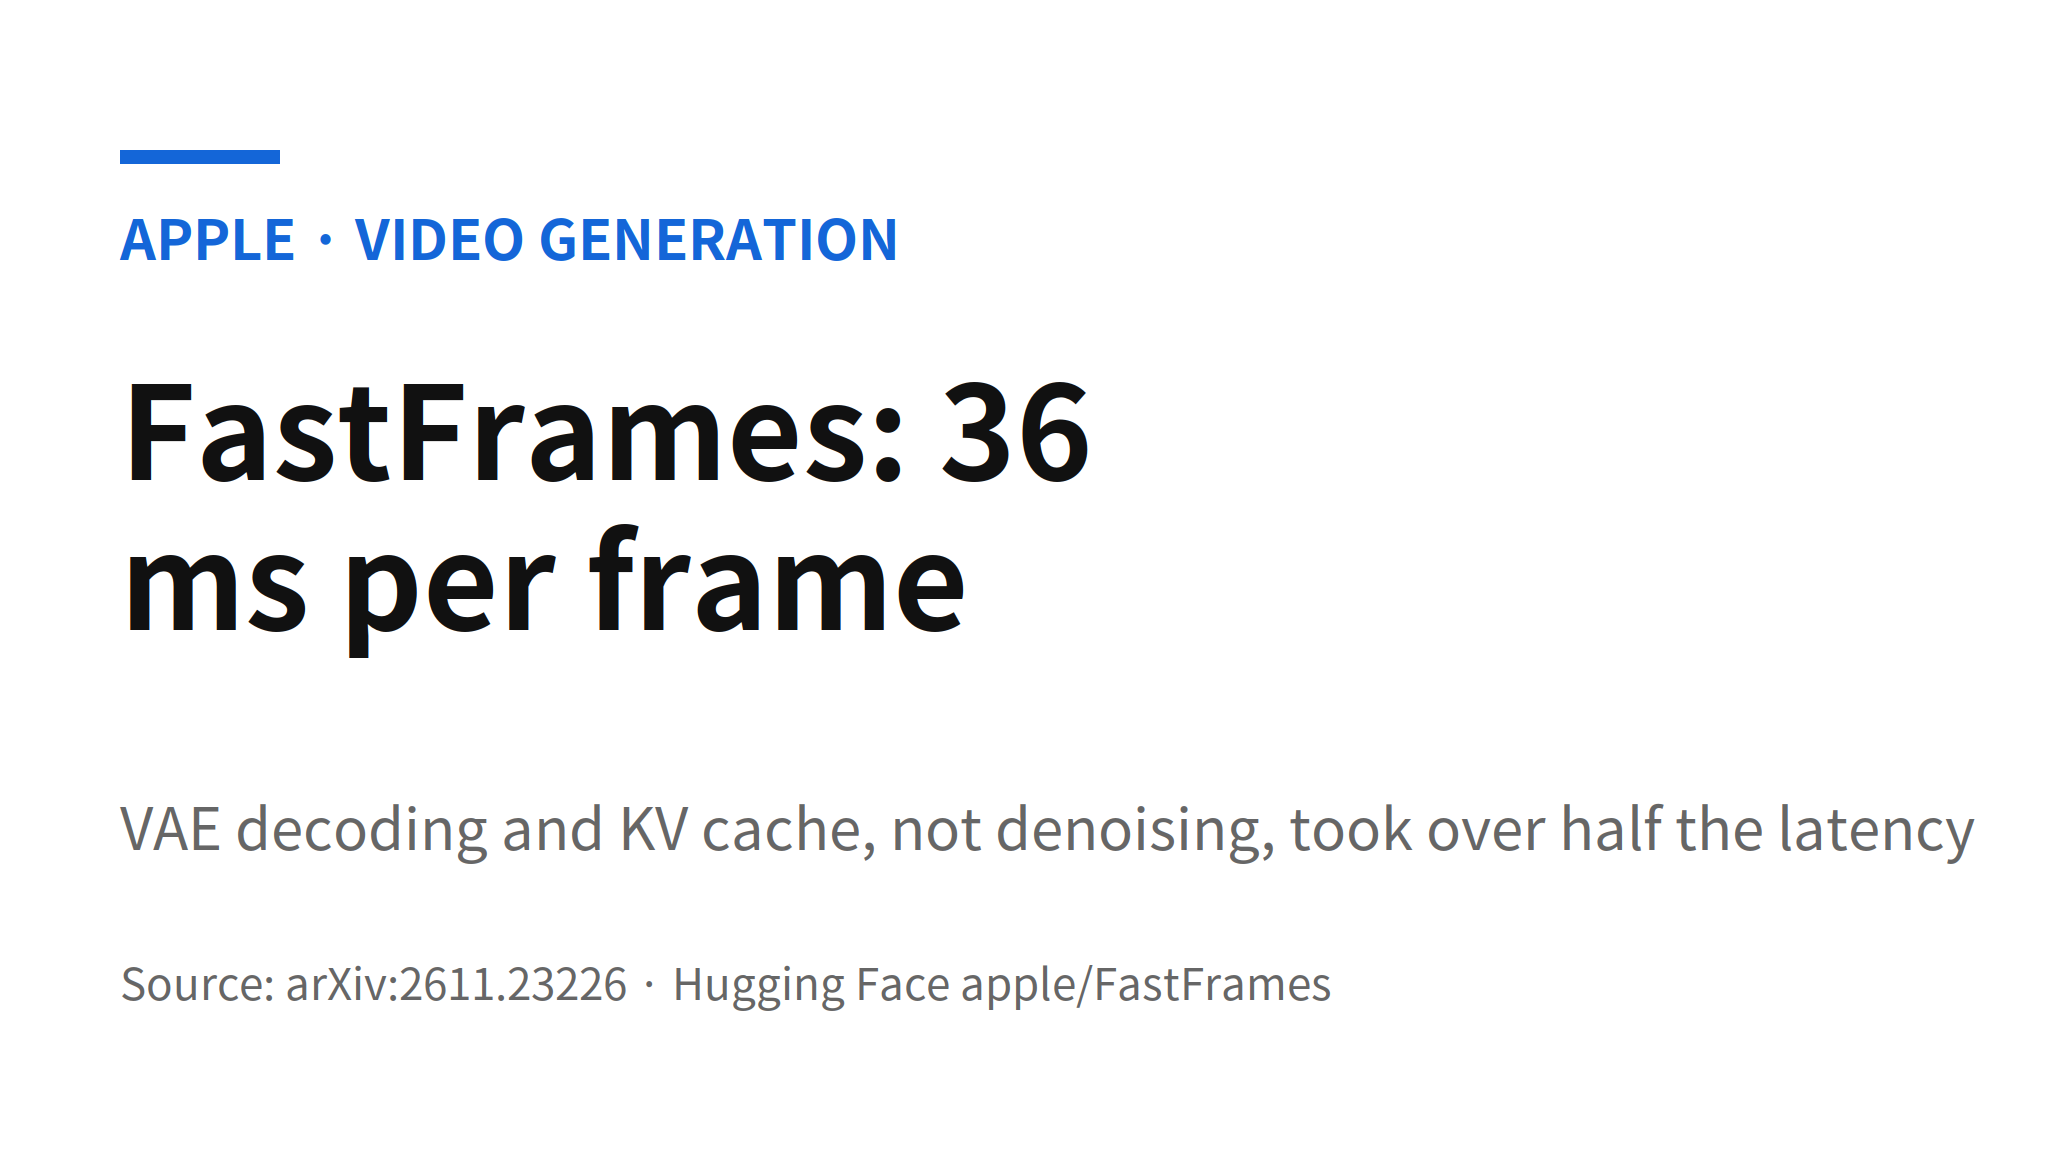 APPLE · VIDEO GENERATION
FastFrames: 36
ms per frame
VAE decoding and KV cache, not denoising, took over half the latency
Source: arXiv:2611.23226 · Hugging Face apple/FastFrames